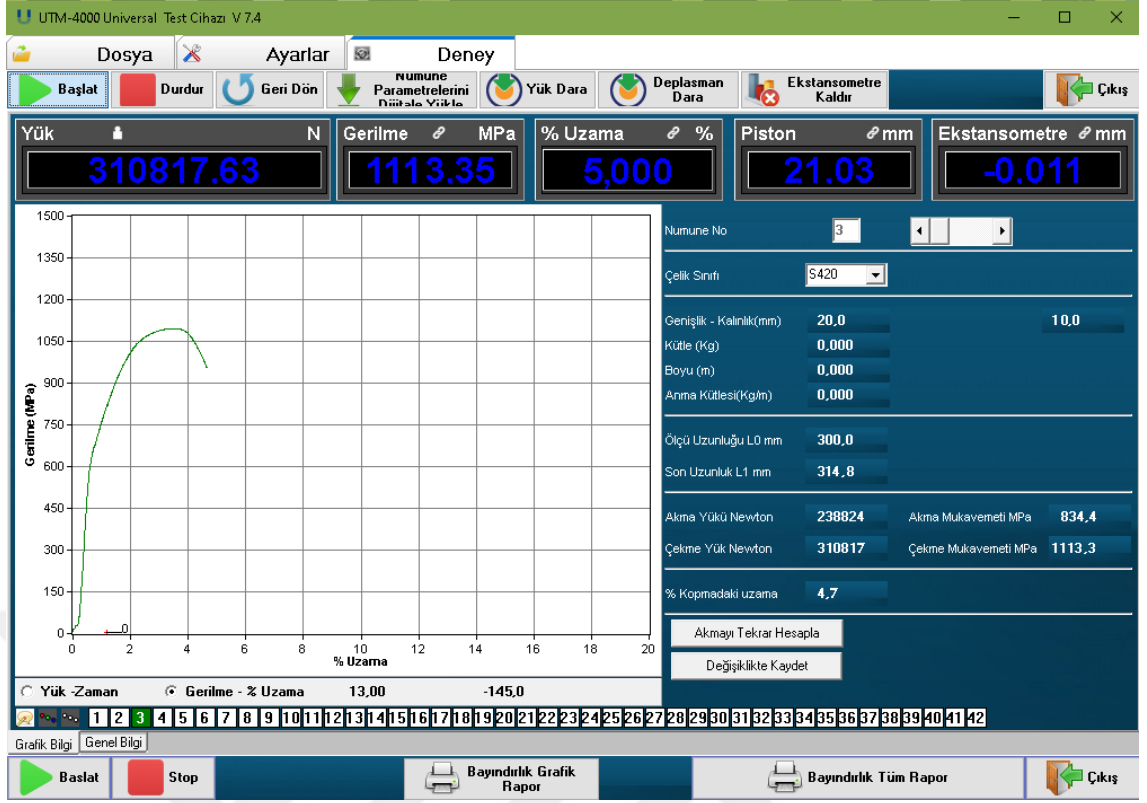 UTM-4000 Universal Test Cihazı V 7.4
Dosya Ayarlar Deney
Başlat Durdur Geri Dön Numune Parametrelerini Dijitale Yükle Yük Dara Deplasman Dara Ekstansometre Kaldır Çıkış
Yük N Gerilme MPa % Uzama % Piston mm Ekstansometre mm
310817.63 1113.35 5,000 21.03 -0.011
1500
1350
1200
1050
900
750
600
450
300
150
0
Gerilme (MPa)
0
0 2 4 6 8 10 12 14 16 18 20
% Uzama
Yük -Zaman Gerilme - % Uzama 13,00 -145,0
Numune No 3
Çelik Sınıfı S420
Genişlik - Kalınlık(mm) 20,0 10,0
Kütle (Kg) 0,000
Boyu (m) 0,000
Anma Kütlesi(Kg/m) 0,000
Ölçü Uzunluğu L0 mm 300,0
Son Uzunluk L1 mm 314,8
Akma Yükü Newton 238824 Akma Mukavemeti MPa 834,4
Çekme Yük Newton 310817 Çekme Mukavemeti MPa 1113,3
% Kopmadaki uzama 4,7
Akmayı Tekrar Hesapla
Değişiklikte Kaydet
1 2 3 4 5 6 7 8 9 10 11 12 13 14 15 16 17 18 19 20 21 22 23 24 25 26 27 28 29 30 31 32 33 34 35 36 37 38 39 40 41 42
Grafik Bilgi Genel Bilgi
Baslat Stop Bayındırlık Grafik Rapor Bayındırlık Tüm Rapor Çıkış